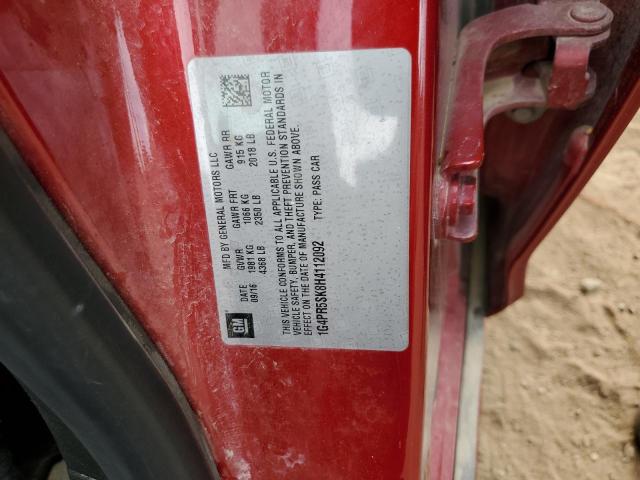 MFD BY GENERAL MOTORS LLC
DATE GVWR GAWR FRT GAWR RR
09/16 1981 KG 1066 KG 915 KG
4368 LB 2350 LB 2018 LB
THIS VEHICLE CONFORMS TO ALL APPLICABLE U.S. FEDERAL MOTOR
VEHICLE SAFETY, BUMPER, AND THEFT PREVENTION STANDARDS IN
EFFECT ON THE DATE OF MANUFACTURE SHOWN ABOVE.
1G4PR5SK8H4112092 TYPE: PASS CAR
GM